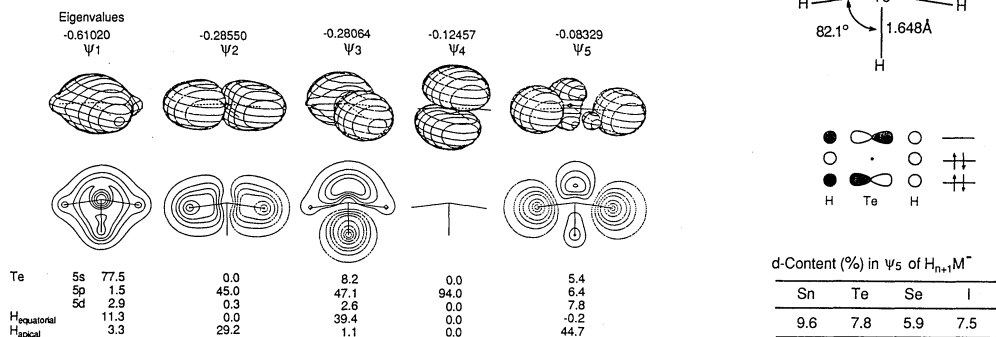 Eigenvalues
-0.61020 -0.28550 -0.28064 -0.12457 -0.08329
Ψ1 Ψ2 Ψ3 Ψ4 Ψ5
Te 5s 77.5 0.0 8.2 0.0 5.4
5p 1.5 45.0 47.1 94.0 6.4
5d 2.9 0.3 2.6 0.0 7.8
Hequatorial 11.3 0.0 39.4 0.0 -0.2
Hapical 3.3 29.2 1.1 0.0 44.7
H H
82.1° 1.648Å
H
H Te H
d-Content (%) in Ψ5 of Hn+1M-
Sn Te Se I
9.6 7.8 5.9 7.5